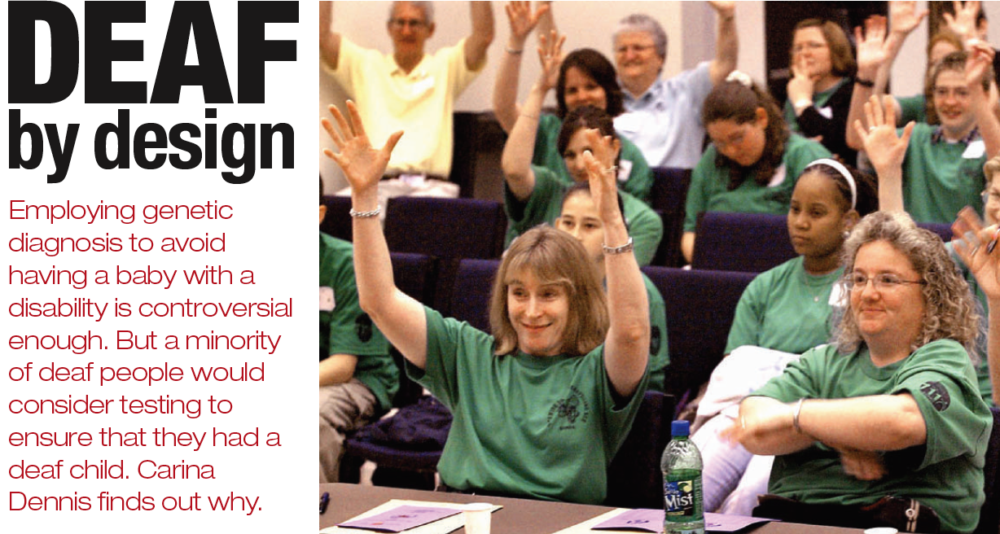 DEAF
by design
Employing genetic
diagnosis to avoid
having a baby with a
disability is controversial
enough. But a minority
of deaf people would
consider testing to
ensure that they had a
deaf child. Carina
Dennis finds out why.
Mist